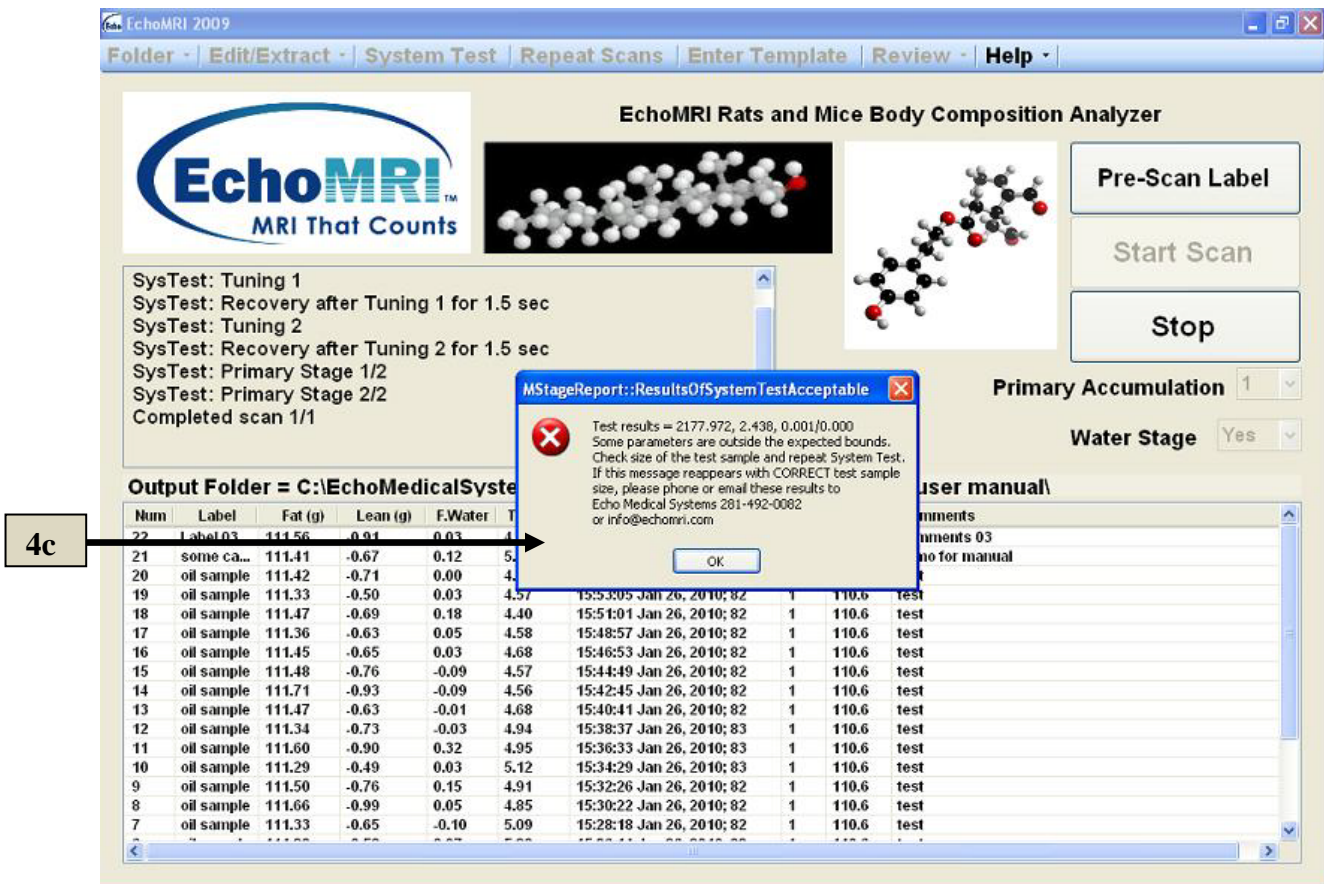 EchoMRI 2009
Folder Edit/Extract System Test Repeat Scans Enter Template Review Help
EchoMRI Rats and Mice Body Composition Analyzer
EchoMRI™
MRI That Counts
Pre-Scan Label
Start Scan
Stop
SysTest: Tuning 1
SysTest: Recovery after Tuning 1 for 1.5 sec
SysTest: Tuning 2
SysTest: Recovery after Tuning 2 for 1.5 sec
SysTest: Primary Stage 1/2
SysTest: Primary Stage 2/2
Completed scan 1/1
Primary Accumulation 1
Water Stage Yes
MStageReport::ResultsOfSystemTestAcceptable
Test results = 2177.972, 2.438, 0.001/0.000
Some parameters are outside the expected bounds.
Check size of the test sample and repeat System Test.
If this message reappears with CORRECT test sample
size, please phone or email these results to
Echo Medical Systems 281-492-0082
or info@echomri.com
OK
4c
Output Folder = C:\EchoMedicalSyste user manual\
Num Label Fat (g) Lean (g) F.Water
22 Label 03 111.56 -0.91 0.03 03
21 some ca... 111.41 -0.67 0.12 for manual
20 oil sample 111.42 -0.71 0.00
19 oil sample 111.33 -0.50 0.03 4.57 15:53:05 Jan 26, 2010; 82 1 110.6 test
18 oil sample 111.47 -0.69 0.18 4.40 15:51:01 Jan 26, 2010; 82 1 110.6 test
17 oil sample 111.36 -0.63 0.05 4.58 15:48:57 Jan 26, 2010; 82 1 110.6 test
16 oil sample 111.45 -0.65 0.03 4.68 15:46:53 Jan 26, 2010; 82 1 110.6 test
15 oil sample 111.48 -0.76 -0.09 4.57 15:44:49 Jan 26, 2010; 82 1 110.6 test
14 oil sample 111.71 -0.93 -0.09 4.56 15:42:45 Jan 26, 2010; 82 1 110.6 test
13 oil sample 111.47 -0.63 -0.01 4.68 15:40:41 Jan 26, 2010; 82 1 110.6 test
12 oil sample 111.34 -0.73 -0.03 4.94 15:38:37 Jan 26, 2010; 83 1 110.6 test
11 oil sample 111.60 -0.90 0.32 4.95 15:36:33 Jan 26, 2010; 83 1 110.6 test
10 oil sample 111.29 -0.49 0.03 5.12 15:34:29 Jan 26, 2010; 83 1 110.6 test
9 oil sample 111.50 -0.76 0.15 4.91 15:32:26 Jan 26, 2010; 82 1 110.6 test
8 oil sample 111.66 -0.99 0.05 4.85 15:30:22 Jan 26, 2010; 82 1 110.6 test
7 oil sample 111.33 -0.65 -0.10 5.09 15:28:18 Jan 26, 2010; 82 1 110.6 test